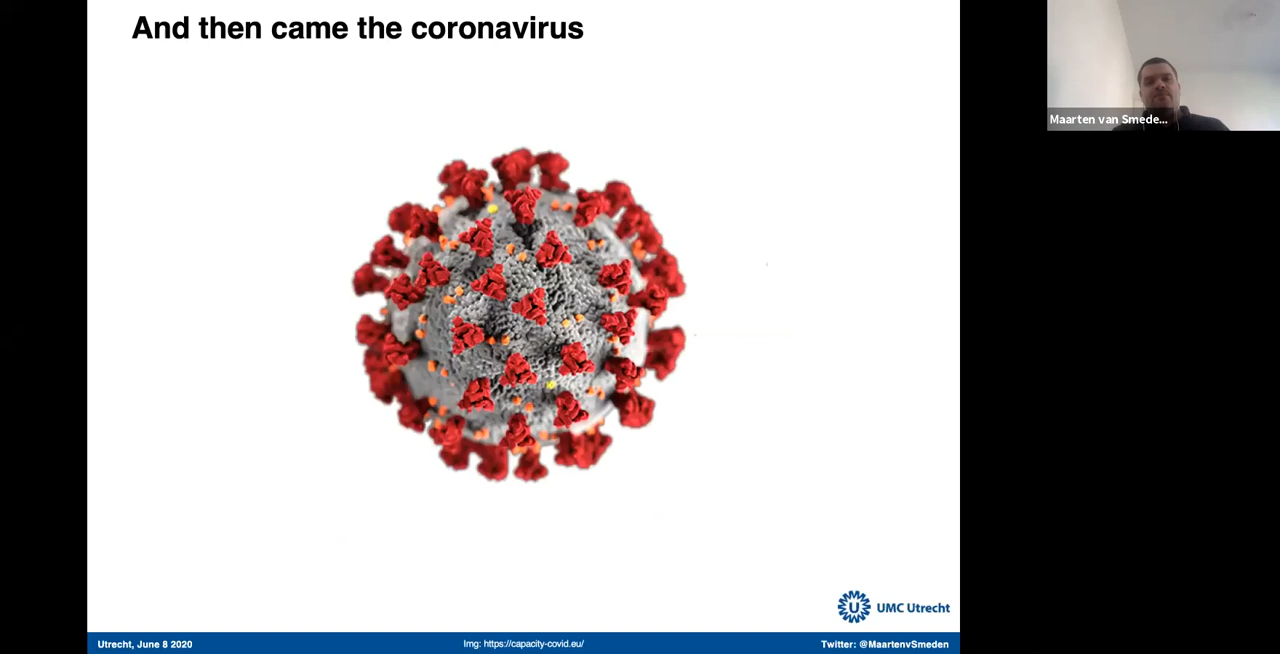 And then came the coronavirus
Maarten van Smede...
UMC Utrecht
Utrecht, June 8 2020
Img: https://capacity-covid.eu/
Twitter: @MaartenvSmeden